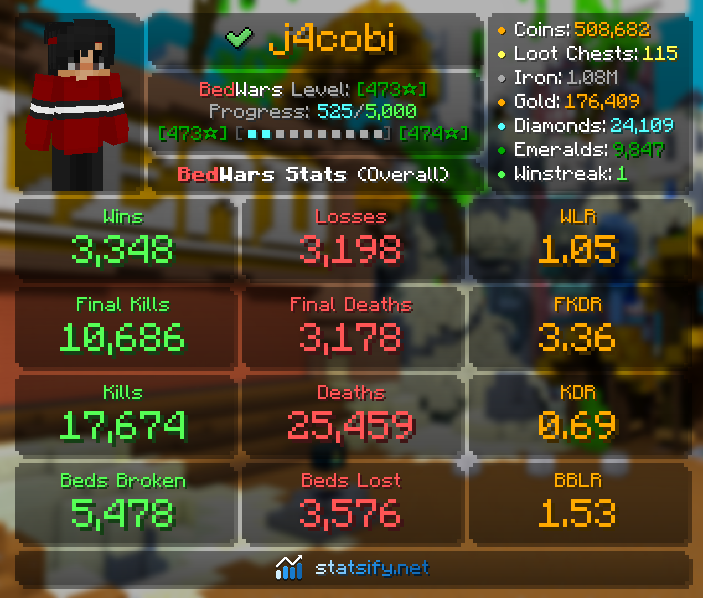 j4cobi
BedWars Level: [473☆]
Progress: 525/5,000
[473☆] [■■■■■■■■■■] [474☆]
BedWars Stats (Overall)
• Coins: 508,682
• Loot Chests: 115
• Iron: 1.08M
• Gold: 176,409
• Diamonds: 24,109
• Emeralds: 9,847
• Winstreak: 1
Wins
3,348
Losses
3,198
WLR
1.05
Final Kills
10,686
Final Deaths
3,178
FKDR
3.36
Kills
17,674
Deaths
25,459
KDR
0.69
Beds Broken
5,478
Beds Lost
3,576
BBLR
1.53
statsify.net